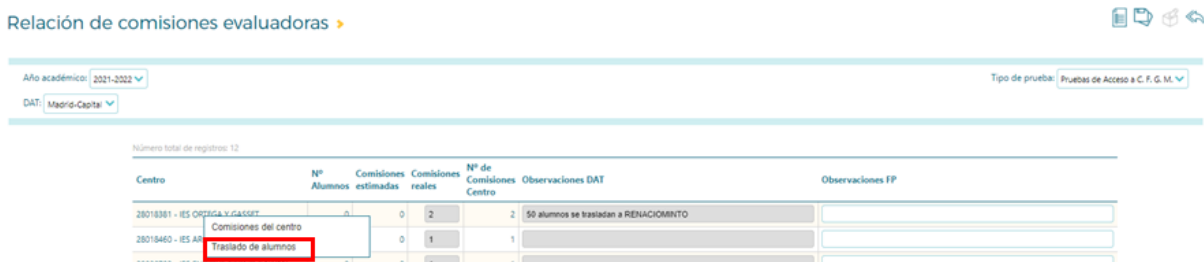 Relación de comisiones evaluadoras
Año académico: 2021-2022
Tipo de prueba: Pruebas de Acceso a C. F. G. M.
DAT: Madrid-Capital
Número total de registros: 12
Centro Nº Alumnos Comisiones estimadas Comisiones reales Nº de Comisiones Centro Observaciones DAT Observaciones FP
28018381 - IES ORTEGA Y GASSET 0 0 2 2 50 alumnos se trasladan a RENACIOMINTO
Comisiones del centro
28018460 - IES AR 0 1 1
Traslado de alumnos